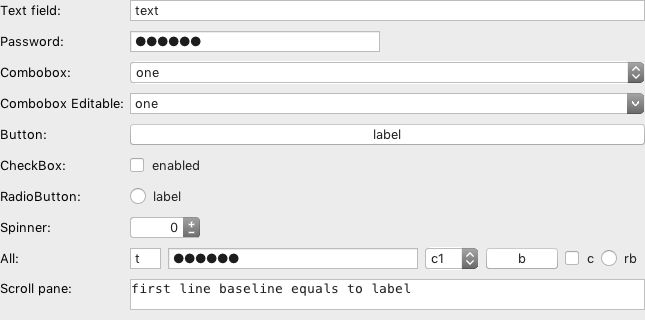 Text field: text
Password: ●●●●●●
Combobox: one
Combobox Editable: one
Button: label
CheckBox: enabled
RadioButton: label
Spinner: 0
All: t ●●●●●● c1 b c rb
Scroll pane: first line baseline equals to label